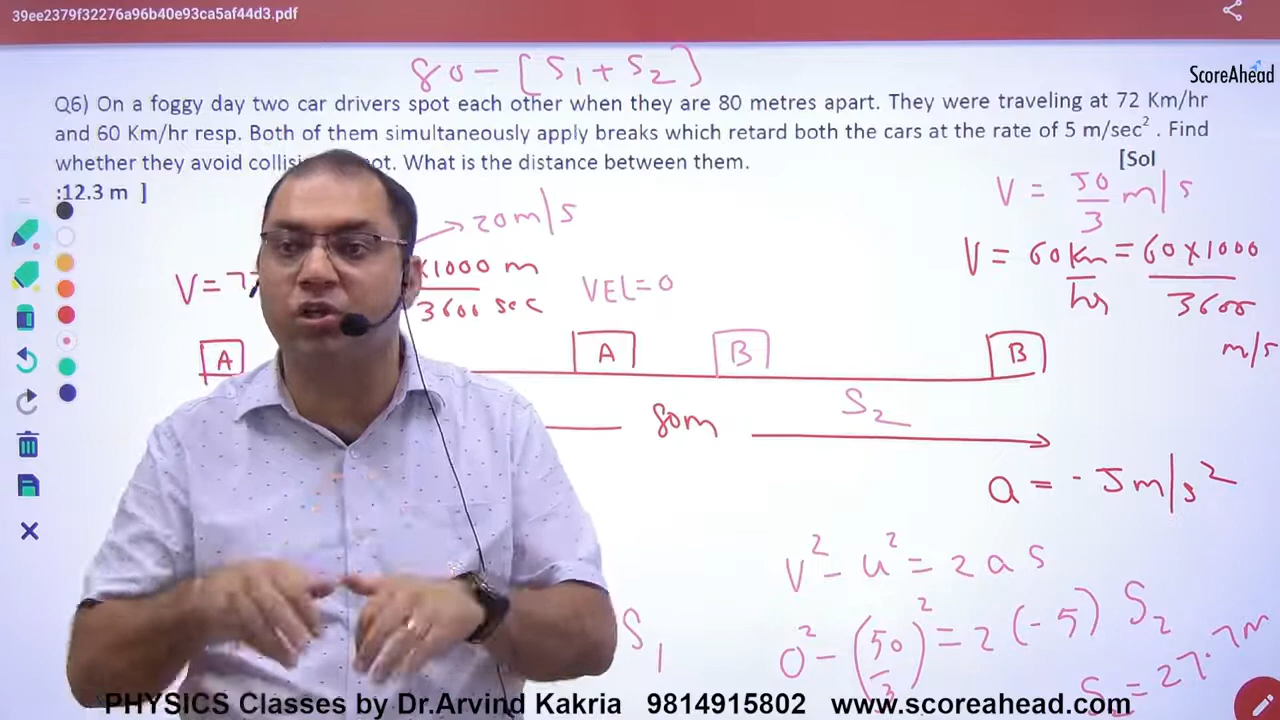 39ee2379f32276a96b40e93ca5af44d3.pdf
ScoreAhead
80 - [S₁ + S₂]
Q6) On a foggy day two car drivers spot each other when they are 80 metres apart. They were traveling at 72 Km/hr
and 60 Km/hr resp. Both of them simultaneously apply breaks which retard both the cars at the rate of 5 m/sec² . Find
whether they avoid ot. What is the distance between them. [Sol
:12.3 m ]
V = 50/3 m/s
→ 20 m/s
V = 60 Km/hr = 60×1000/3600 m/s
V = 7
×1000 m
3600 sec
VEL=0
A A B B
80m S₂
a = -5 m/s²
V² - u² = 2 a s
0² - (50/3)² = 2 (-5) S₂
S₁
= 27.7m
PHYSICS Classes by Dr.Arvind Kakria 9814915802 www.scoreahead.com